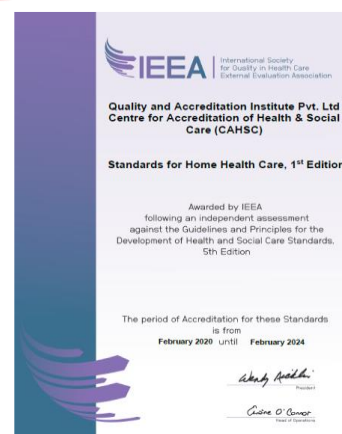 IEEA
International Society
for Quality in Health Care
External Evaluation Association
Quality and Accreditation Institute Pvt. Ltd
Centre for Accreditation of Health & Social
Care (CAHSC)
Standards for Home Health Care, 1st Edition
Awarded by IEEA
following an independent assessment
against the Guidelines and Principles for the
Development of Health and Social Care Standards,
5th Edition
The period of Accreditation for these Standards
is from
February 2020 until February 2024
Wendy
President
O'Connor
Head of Operations